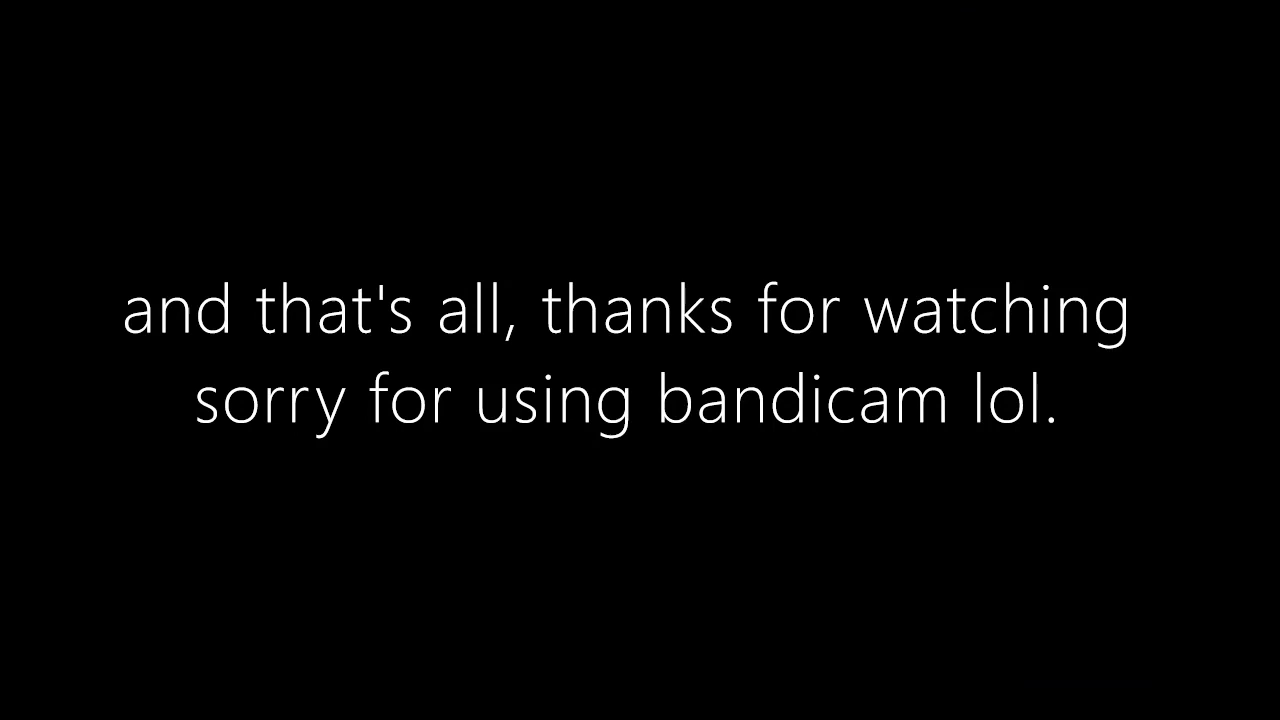 and that's all, thanks for watching
sorry for using bandicam lol.